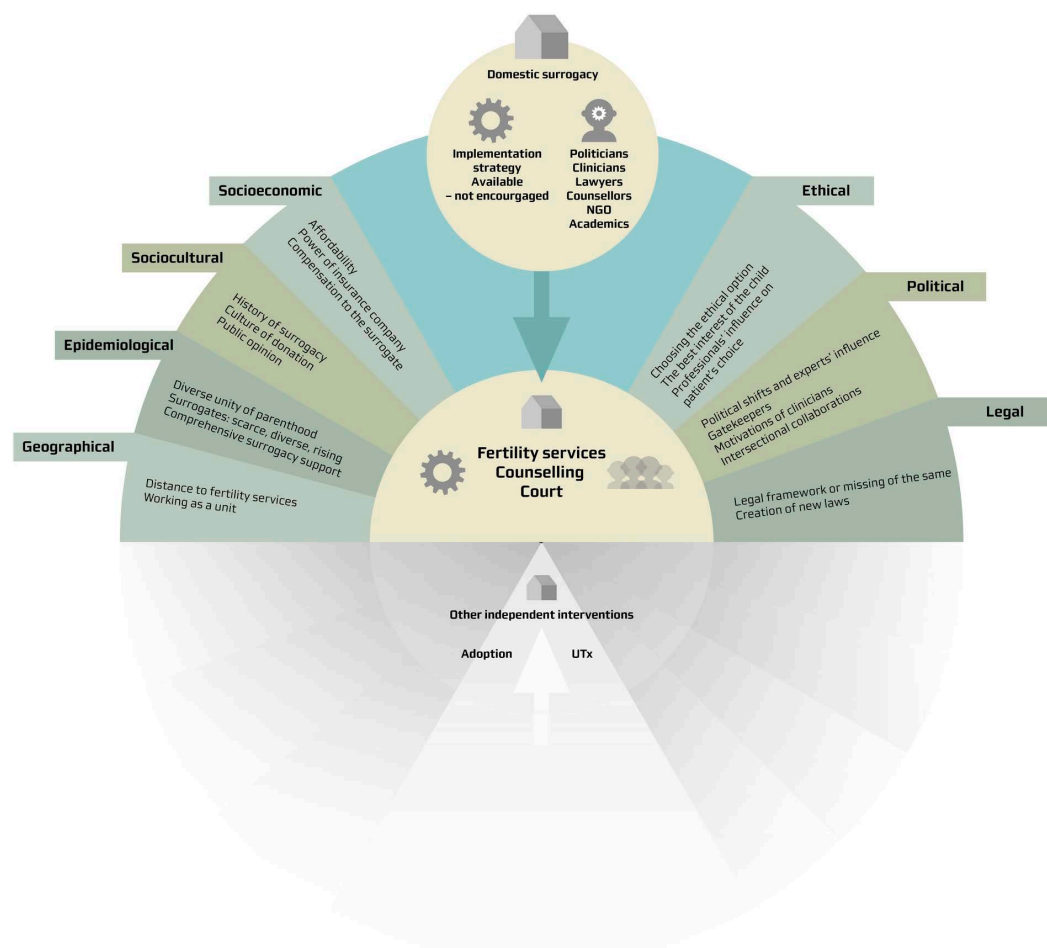 Domestic surrogacy
Implementation
strategy
Available
– not encourgaged
Politicians
Clinicians
Lawyers
Counsellors
NGO
Academics
Socioeconomic
Affordability
Power of insurance company
Compensation to the surrogate
Sociocultural
History of surrogacy
Culture of donation
Public opinion
Epidemiological
Diverse unity of parenthood
Surrogates: scarce, diverse, rising
Comprehensive surrogacy support
Geographical
Distance to fertility services
Working as a unit
Ethical
Choosing the ethical option
The best interest of the child
Professionals’ influence on
patient’s choice
Political
Political shifts and experts’ influence
Gatekeepers
Motivations of clinicians
Intersectional collaborations
Legal
Legal framework or missing of the same
Creation of new laws
Fertility services
Counselling
Court
Other independent interventions
Adoption
UTx